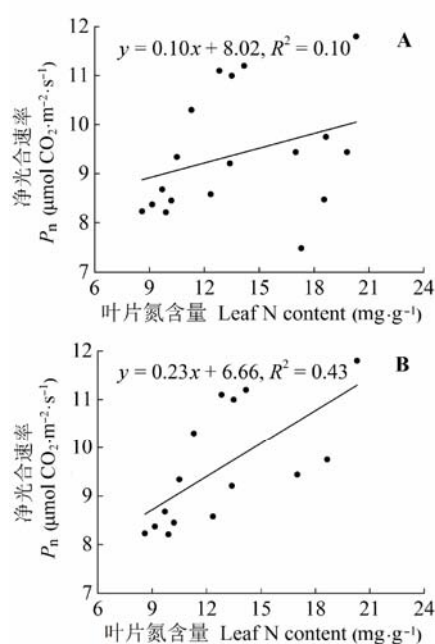 12
y = 0.10x + 8.02, R² = 0.10
A
11
10
9
8
7
净光合速率
Pn (μmol CO2·m⁻²·s⁻¹)
6 9 12 15 18 21 24
叶片氮含量 Leaf N content (mg·g⁻¹)
12
B
y = 0.23x + 6.66, R² = 0.43
11
10
9
8
7
净光合速率
Pn (μmol CO2·m⁻²·s⁻¹)
6 9 12 15 18 21 24
叶片氮含量 Leaf N content (mg·g⁻¹)